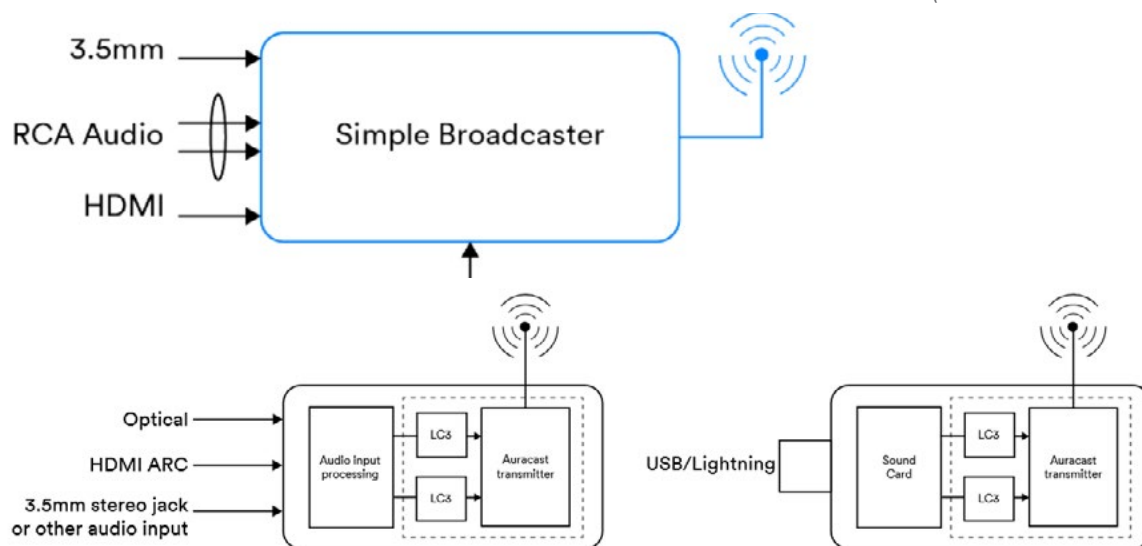 3.5mm
RCA Audio
HDMI
Simple Broadcaster
Optical
HDMI ARC
3.5mm stereo jack
or other audio input
Audio input
processing
LC3
LC3
Auracast
transmitter
USB/Lightning
Sound
Card
LC3
LC3
Auracast
transmitter